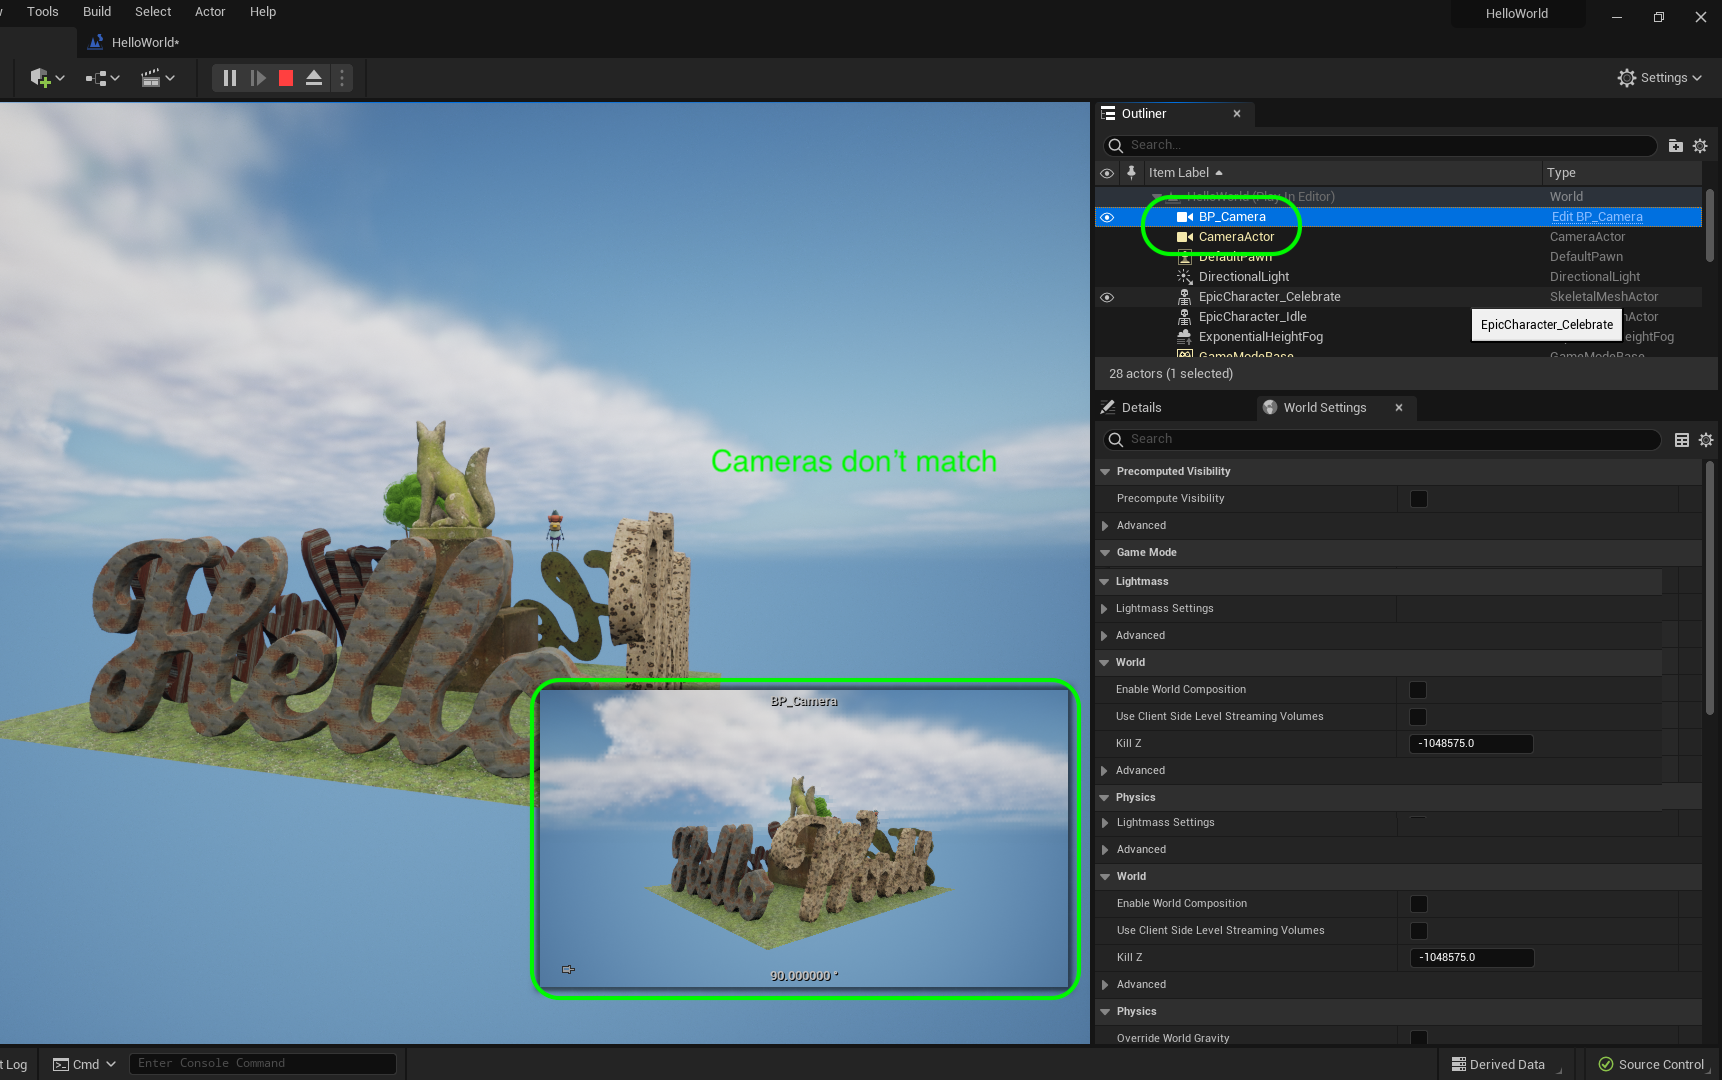 Tools Build Select Actor Help
HelloWorld
HelloWorld*
Settings
Outliner
Search...
Item Label Type
HelloWorld (Play In Editor) World
BP_Camera Edit BP_Camera
CameraActor CameraActor
DefaultPawn DefaultPawn
DirectionalLight DirectionalLight
EpicCharacter_Celebrate SkeletalMeshActor
EpicCharacter_Idle
EpicCharacter_Celebrate
ExponentialHeightFog
GameModeBase GameModeBase
28 actors (1 selected)
Details World Settings
Search
Precomputed Visibility
Precompute Visibility
Advanced
Game Mode
Lightmass
Lightmass Settings
Advanced
World
Enable World Composition
Use Client Side Level Streaming Volumes
Kill Z -1048575.0
Advanced
Physics
Lightmass Settings
Advanced
World
Enable World Composition
Use Client Side Level Streaming Volumes
Kill Z -1048575.0
Advanced
Physics
Override World Gravity
Cameras don't match
Hello
BP_Camera
Hello
90.000000 °
t Log Cmd Enter Console Command
Derived Data Source Control